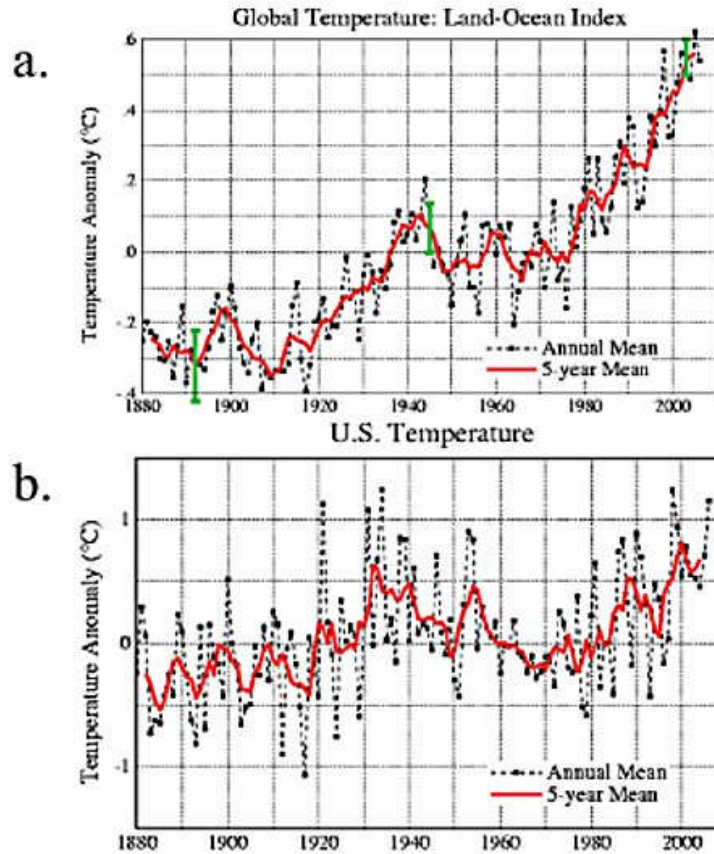 Global Temperature: Land-Ocean Index
a.
.6
.4
.2
.0
-.2
-.4
Temperature Anomaly (°C)
Annual Mean
5-year Mean
1880 1900 1920 1940 1960 1980 2000
U.S. Temperature
b.
1
0
-1
Temperature Anomaly (°C)
Annual Mean
5-year Mean
1880 1900 1920 1940 1960 1980 2000